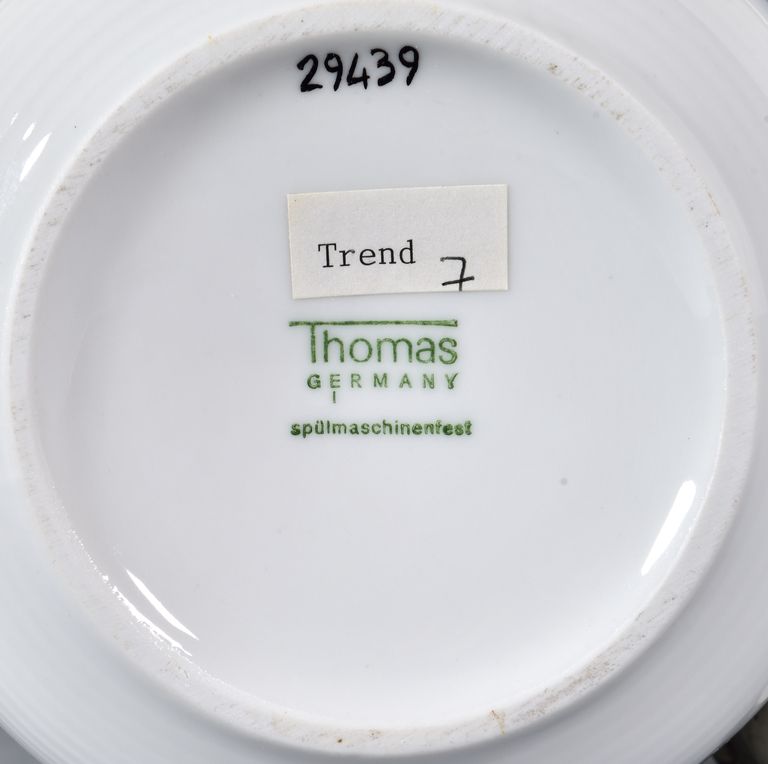 29439
Trend 7
Thomas
GERMANY
spülmaschinenfest